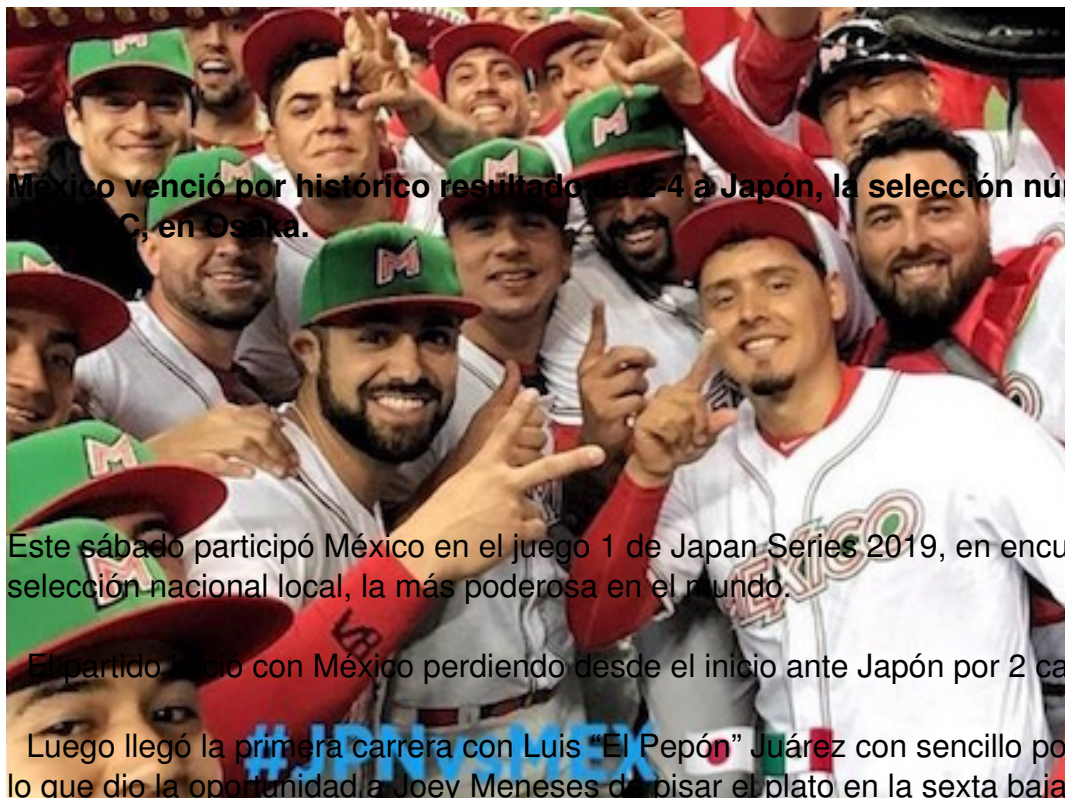 México venció por histórico resultado de 2-4 a Japón, la selección nú
C, en Osaka.
MEXICO
Este sábado participó México en el juego 1 de Japan Series 2019, en encu
selección nacional local, la más poderosa en el mundo.
El partido inició con México perdiendo desde el inicio ante Japón por 2 ca
Luego llegó la primera carrera con Luis “El Pepón” Juárez con sencillo po
#JPNvsMEX
lo que dio la oportunidad a Joey Meneses de pisar el plato en la sexta baja